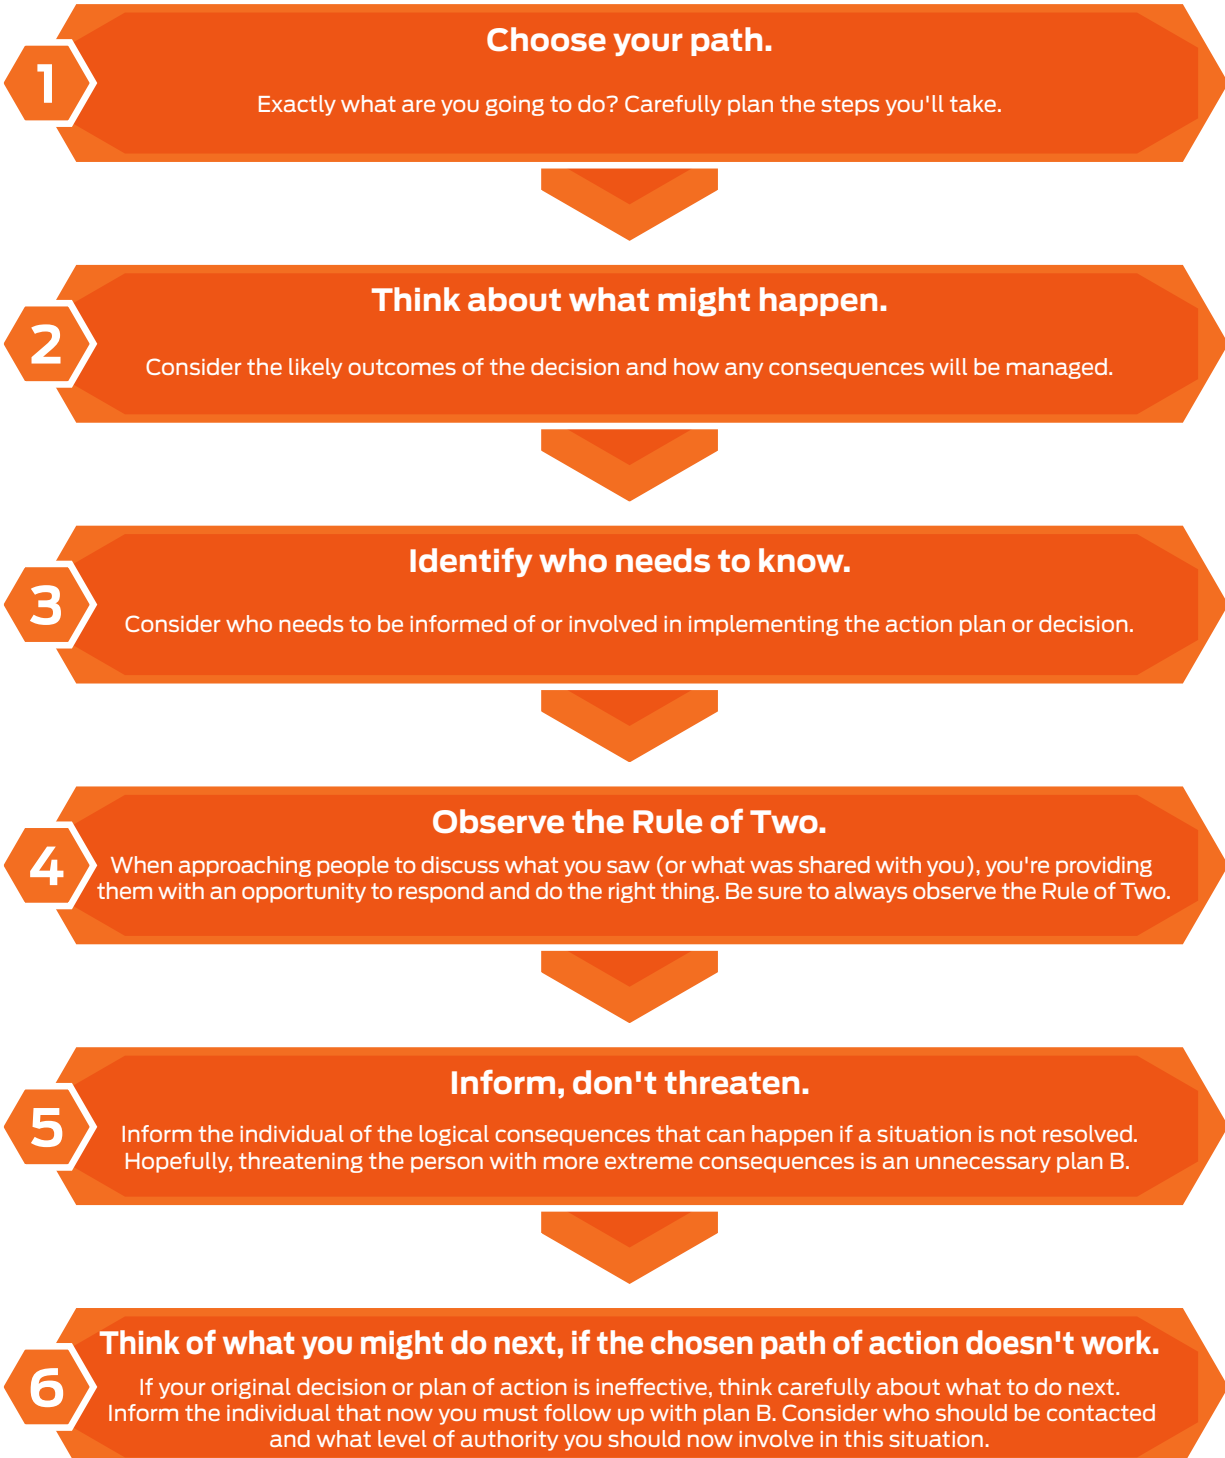 1
Choose your path.
Exactly what are you going to do? Carefully plan the steps you'll take.
2
Think about what might happen.
Consider the likely outcomes of the decision and how any consequences will be managed.
3
Identify who needs to know.
Consider who needs to be informed of or involved in implementing the action plan or decision.
4
Observe the Rule of Two.
When approaching people to discuss what you saw (or what was shared with you), you're providing
them with an opportunity to respond and do the right thing. Be sure to always observe the Rule of Two.
5
Inform, don't threaten.
Inform the individual of the logical consequences that can happen if a situation is not resolved.
Hopefully, threatening the person with more extreme consequences is an unnecessary plan B.
6
Think of what you might do next, if the chosen path of action doesn't work.
If your original decision or plan of action is ineffective, think carefully about what to do next.
Inform the individual that now you must follow up with plan B. Consider who should be contacted
and what level of authority you should now involve in this situation.